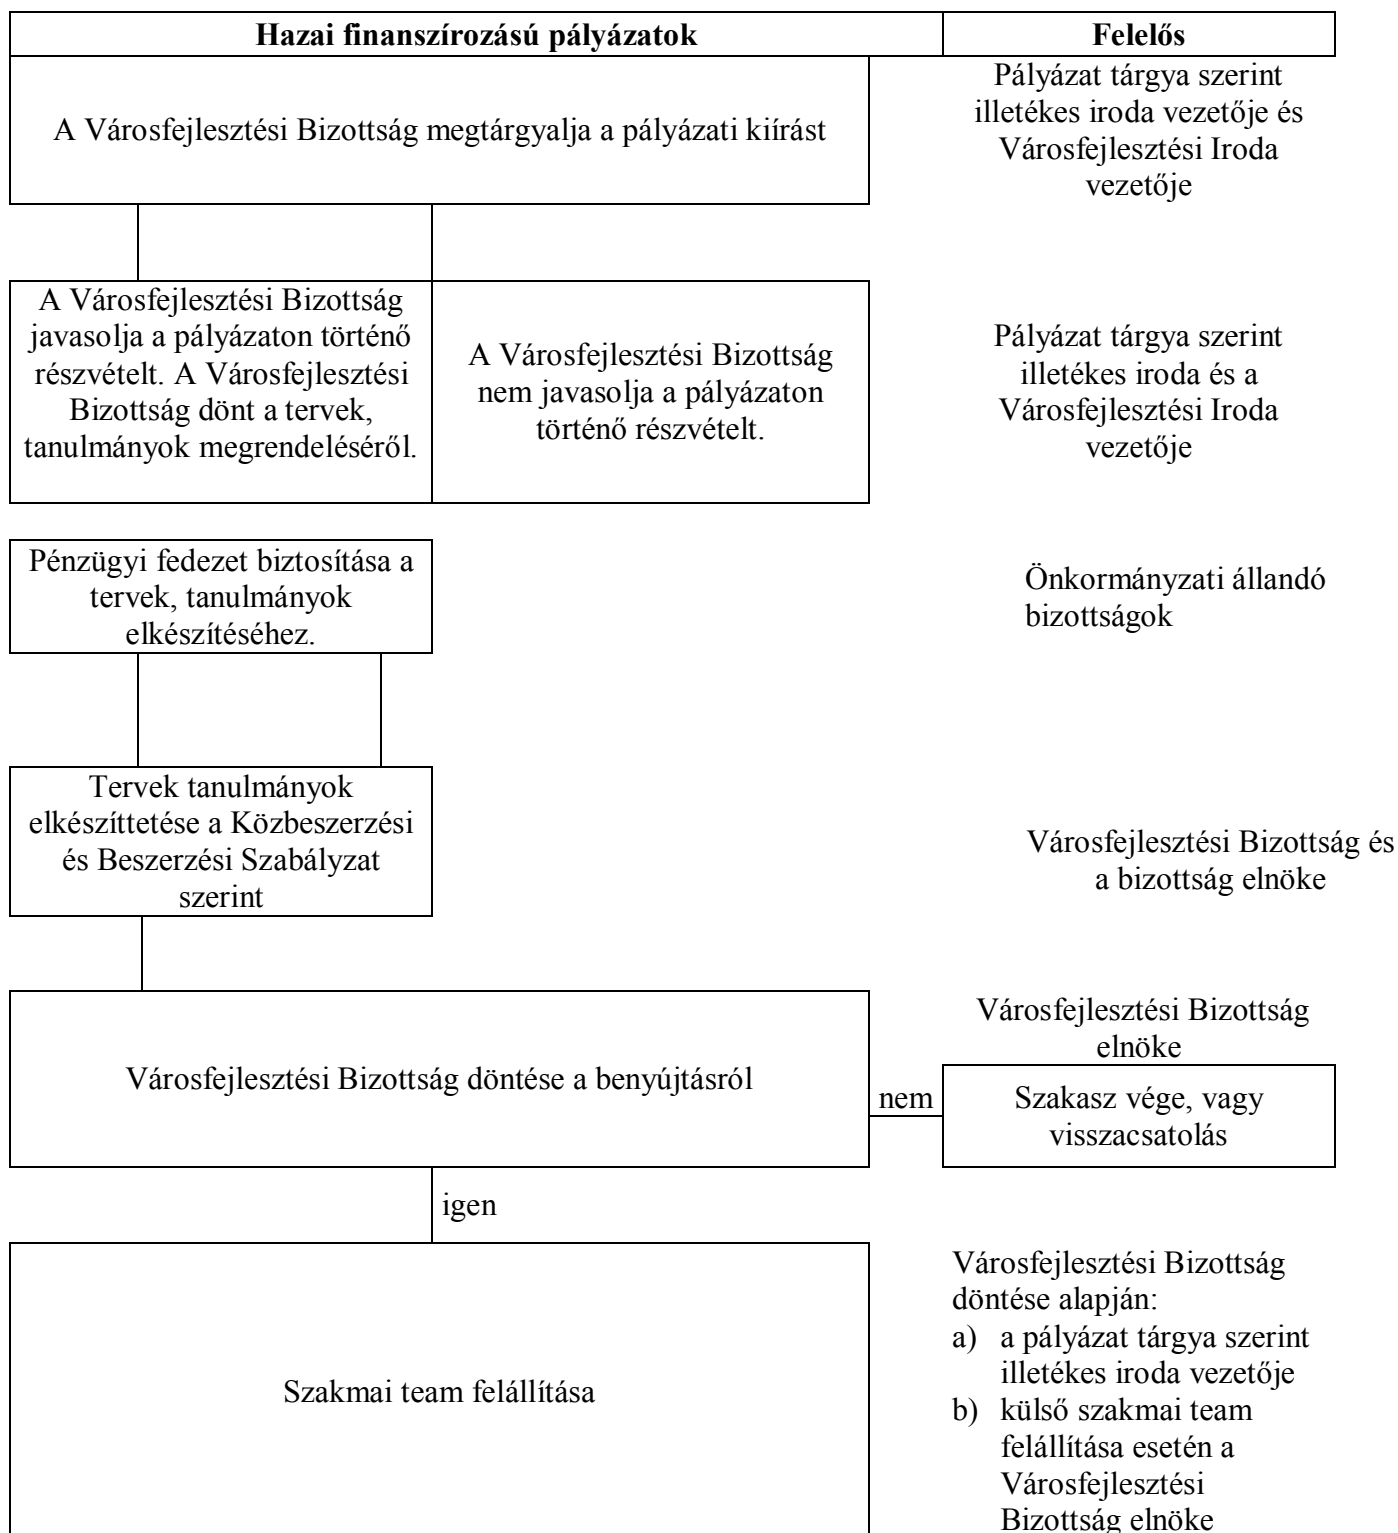 Hazai finanszírozású pályázatok
Felelős
A Városfejlesztési Bizottság megtárgyalja a pályázati kiírást
Pályázat tárgya szerint
illetékes iroda vezetője és
Városfejlesztési Iroda
vezetője
A Városfejlesztési Bizottság
javasolja a pályázaton történő
részvételt. A Városfejlesztési
Bizottság dönt a tervek,
tanulmányok megrendeléséről.
A Városfejlesztési Bizottság
nem javasolja a pályázaton
történő részvételt.
Pályázat tárgya szerint
illetékes iroda és a
Városfejlesztési Iroda
vezetője
Pénzügyi fedezet biztosítása a
tervek, tanulmányok
elkészítéséhez.
Önkormányzati állandó
bizottságok
Tervek tanulmányok
elkészíttetése a Közbeszerzési
és Beszerzési Szabályzat
szerint
Városfejlesztési Bizottság és
a bizottság elnöke
Városfejlesztési Bizottság döntése a benyújtásról
Városfejlesztési Bizottság
elnöke
nem
Szakasz vége, vagy
visszacsatolás
igen
Szakmai team felállítása
Városfejlesztési Bizottság
döntése alapján:
a) a pályázat tárgya szerint
illetékes iroda vezetője
b) külső szakmai team
felállítása esetén a
Városfejlesztési
Bizottság elnöke